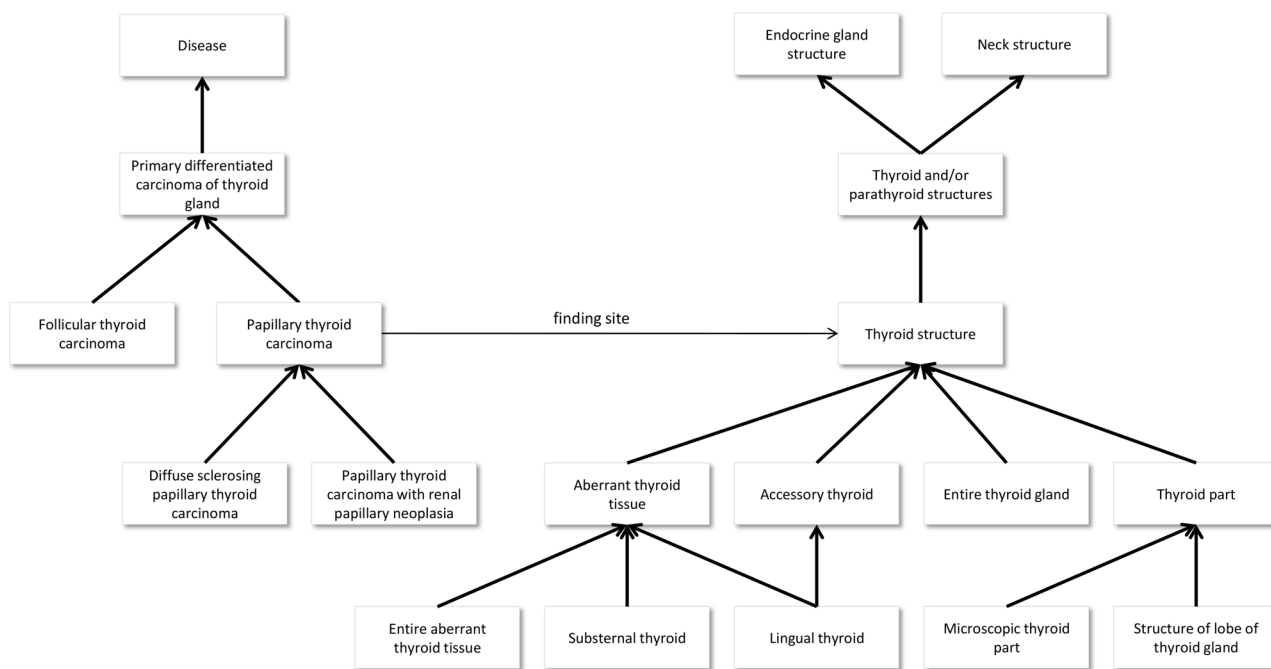 Disease
Endocrine gland
structure
Neck structure
Primary differentiated
carcinoma of thyroid
gland
Thyroid and/or
parathyroid structures
Follicular thyroid
carcinoma
Papillary thyroid
carcinoma
finding site
Thyroid structure
Diffuse sclerosing
papillary thyroid
carcinoma
Papillary thyroid
carcinoma with renal
papillary neoplasia
Aberrant thyroid
tissue
Accessory thyroid
Entire thyroid gland
Thyroid part
Entire aberrant
thyroid tissue
Substernal thyroid
Lingual thyroid
Microscopic thyroid
part
Structure of lobe of
thyroid gland